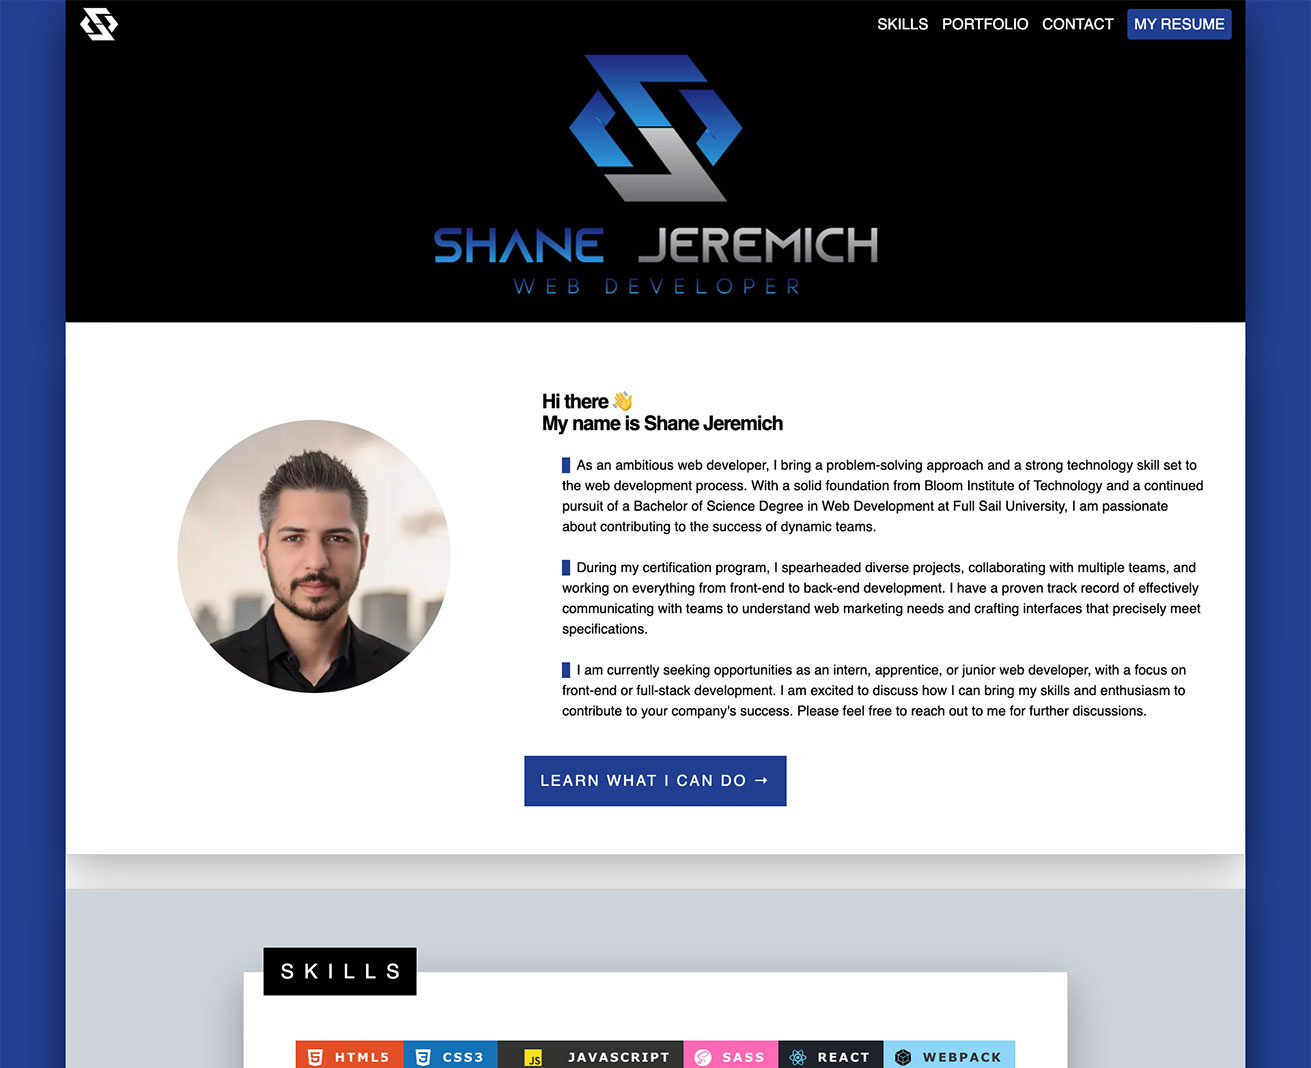 SKILLS PORTFOLIO CONTACT MY RESUME
SHANE JEREMICH
WEB DEVELOPER
Hi there 👋
My name is Shane Jeremich
As an ambitious web developer, I bring a problem-solving approach and a strong technology skill set to
the web development process. With a solid foundation from Bloom Institute of Technology and a continued
pursuit of a Bachelor of Science Degree in Web Development at Full Sail University, I am passionate
about contributing to the success of dynamic teams.
During my certification program, I spearheaded diverse projects, collaborating with multiple teams, and
working on everything from front-end to back-end development. I have a proven track record of effectively
communicating with teams to understand web marketing needs and crafting interfaces that precisely meet
specifications.
I am currently seeking opportunities as an intern, apprentice, or junior web developer, with a focus on
front-end or full-stack development. I am excited to discuss how I can bring my skills and enthusiasm to
contribute to your company's success. Please feel free to reach out to me for further discussions.
LEARN WHAT I CAN DO →
SKILLS
HTML5 CSS3 JS JAVASCRIPT SASS REACT WEBPACK